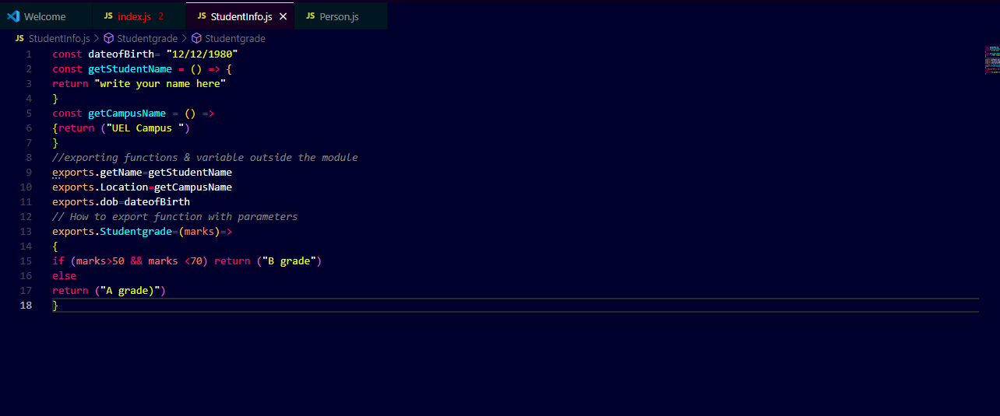 Welcome JS index.js 2 JS StudentInfo.js JS Person.js
JS StudentInfo.js > Studentgrade > Studentgrade
1 const dateofBirth= "12/12/1980"
2 const getStudentName = () => {
3 return "write your name here"
4 }
5 const getCampusName = () =>
6 {return ("UEL Campus ")
7 }
8 //exporting functions & variable outside the module
9 exports.getName=getStudentName
10 exports.Location=getCampusName
11 exports.dob=dateofBirth
12 // How to export function with parameters
13 exports.Studentgrade=(marks)=>
14 {
15 if (marks>50 && marks <70) return ("B grade")
16 else
17 return ("A grade)")
18 }